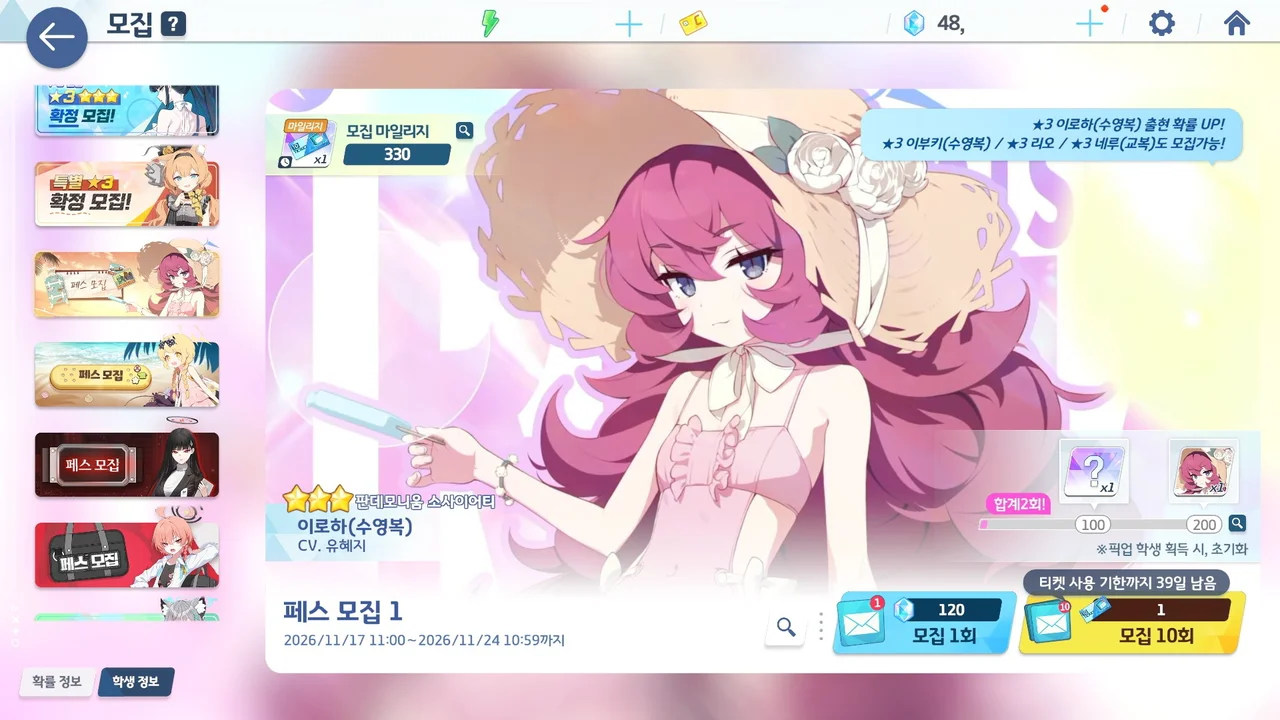 모집 ?
48,
★3 ★★★
확정 모집!
특별 ★3
확정 모집!
페스 모집
페스 모집
페스 모집
페스 모집
확률 정보
학생 정보
마일리지
x1
모집 마일리지
330
★3 이로하(수영복) 출현 확률 UP!
★3 이부키(수영복) / ★3 리오 / ★3 네루(교복)도 모집가능!
판데모니움 소사이어티
이로하(수영복)
CV. 유혜지
?
x1
x1
합계2회!
100
200
※픽업 학생 획득 시, 초기화
티켓 사용 기한까지 39일 남음
페스 모집 1
2026/11/17 11:00~2026/11/24 10:59까지
1
120
모집 1회
10
1
모집 10회